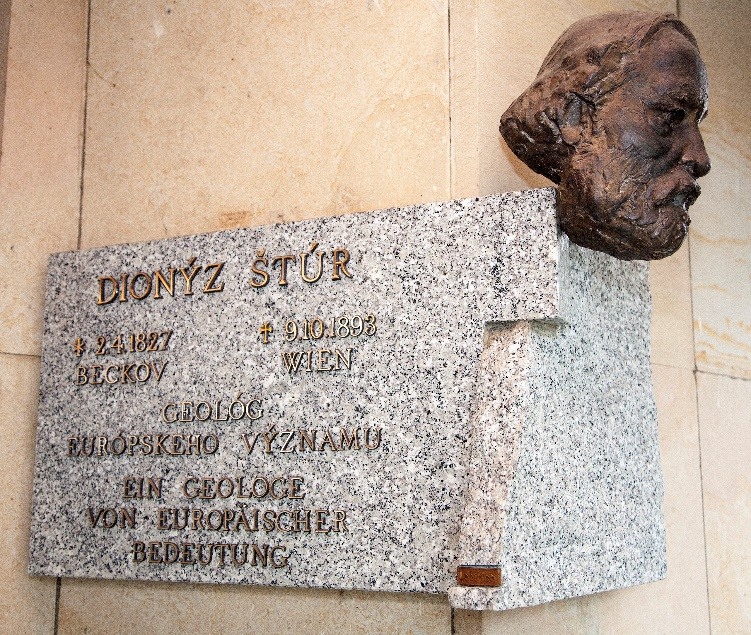 DIONÝZ ŠTÚR
* 2.4.1827 † 9.10.1893
BECKOV WIEN
GEOLÓG
EURÓPSKEHO VÝZNAMU
EIN GEOLOGE
VON EUROPÄISCHER
BEDEUTUNG